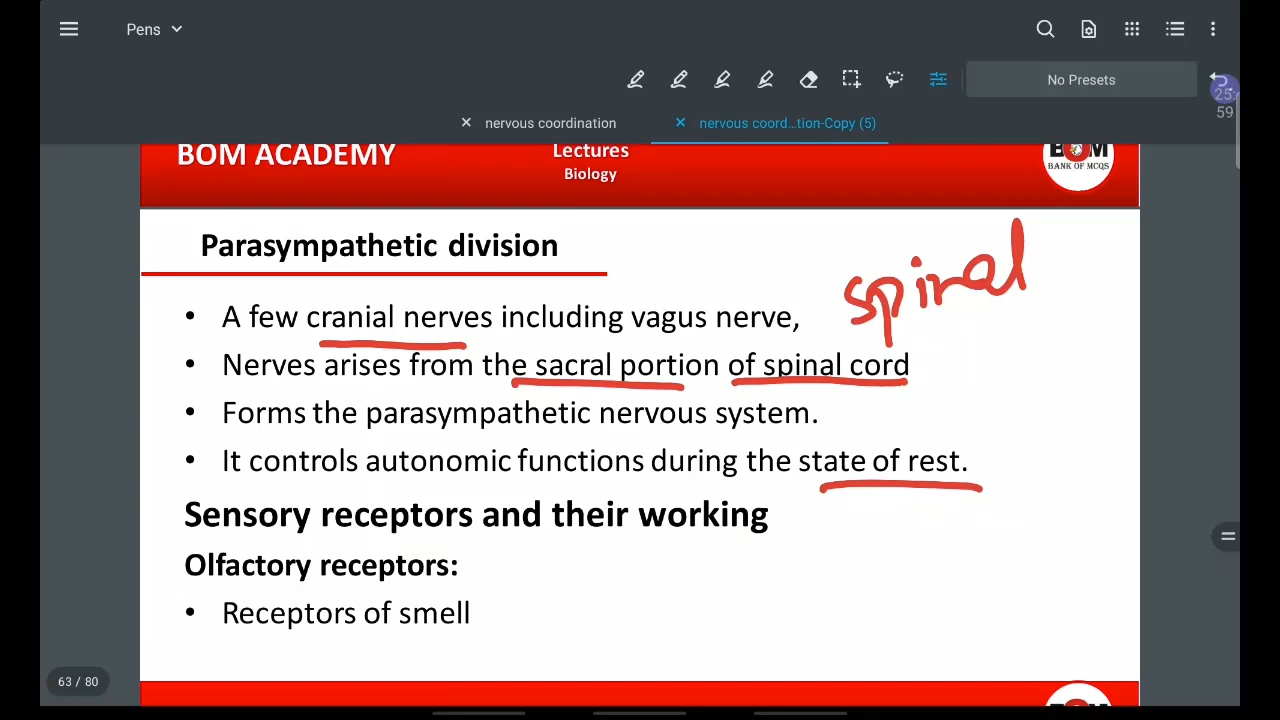 Pens
No Presets
25:
59
nervous coordination
nervous coord...tion-Copy (5)
BOM ACADEMY
Lectures
Biology
BOM
BANK OF MCQS
Parasympathetic division
spinal
• A few cranial nerves including vagus nerve,
• Nerves arises from the sacral portion of spinal cord
• Forms the parasympathetic nervous system.
• It controls autonomic functions during the state of rest.
Sensory receptors and their working
Olfactory receptors:
• Receptors of smell
63 / 80